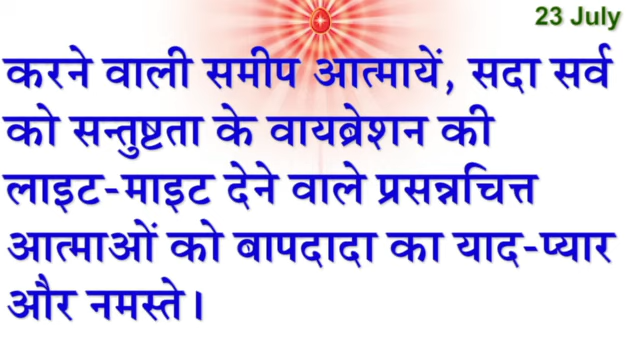 23 July
करने वाली समीप आत्मायें, सदा सर्व
को सन्तुष्टता के वायब्रेशन की
लाइट-माइट देने वाले प्रसन्नचित्त
आत्माओं को बापदादा का याद-प्यार
और नमस्ते।